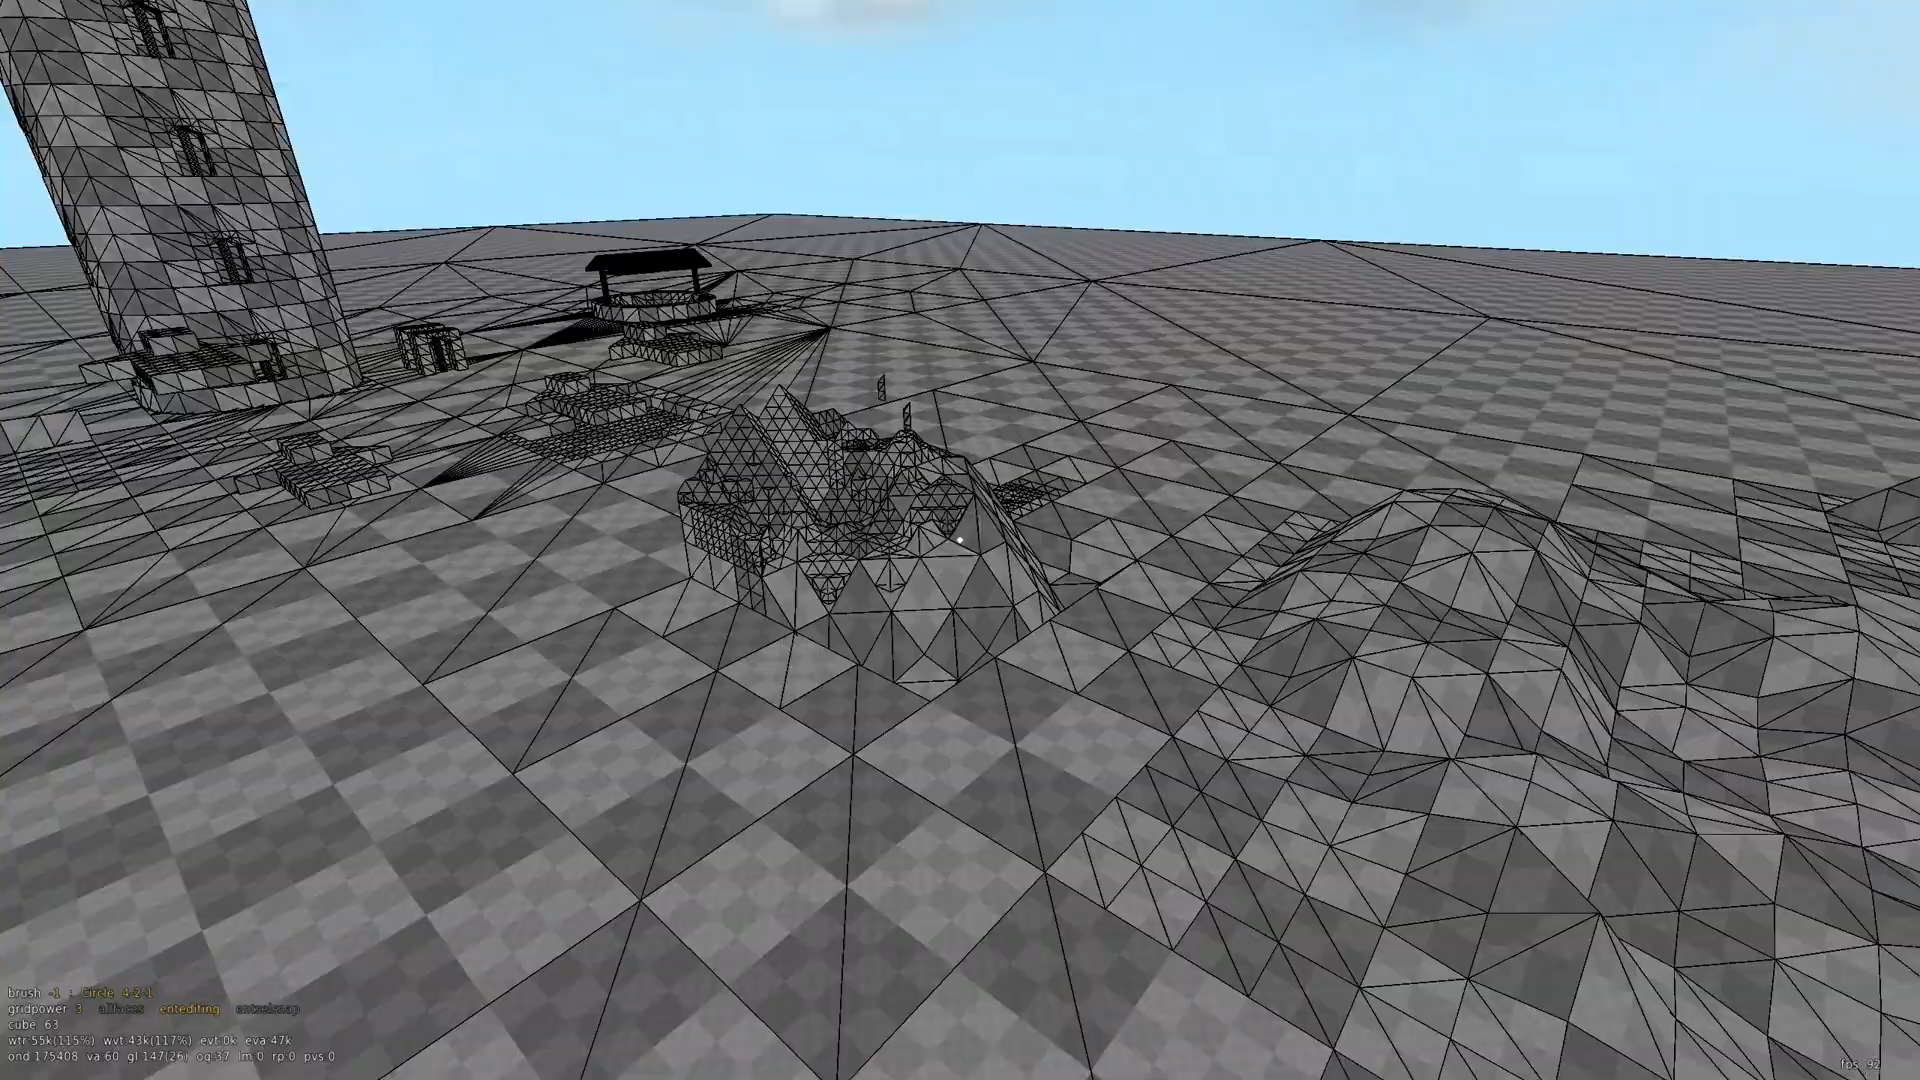 brush -1 : Circle 4-2-1
gridpower 3 allfaces entediting entselsnap
cube 63
wtr:55k(115%) wvt:43k(117%) evt:0k eva:47k
ond:175408 va:60 gl:147(26) oq:37 lm:0 rp:0 pvs:0
fps 92